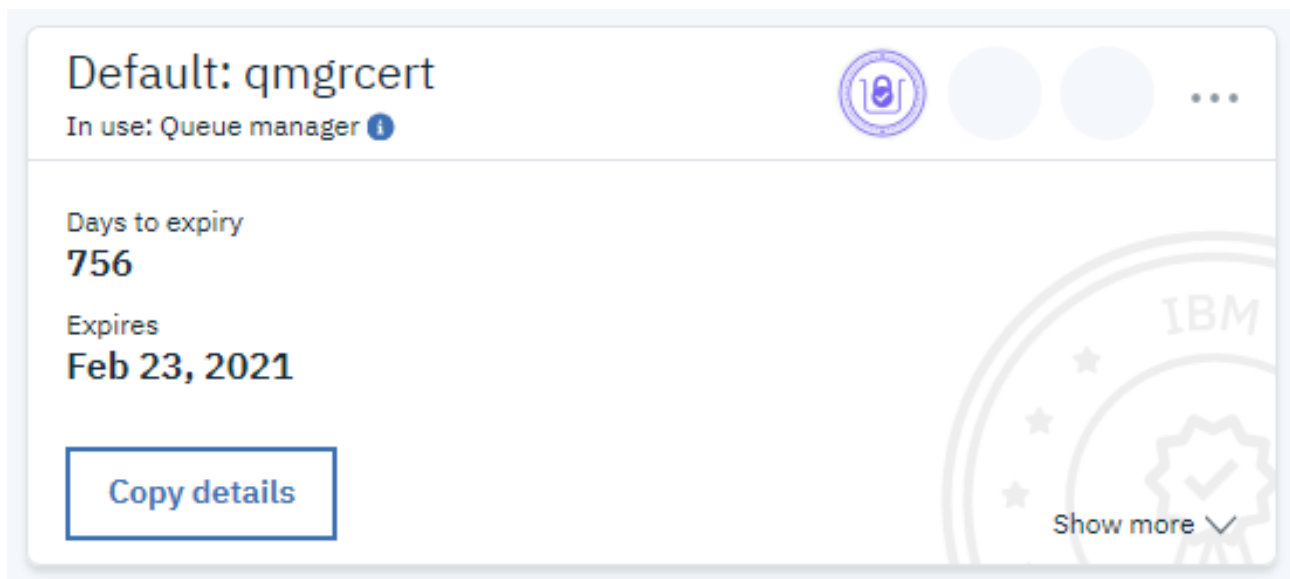 Default: qmgrcert
In use: Queue manager
Days to expiry
756
Expires
Feb 23, 2021
IBM
Copy details
Show more